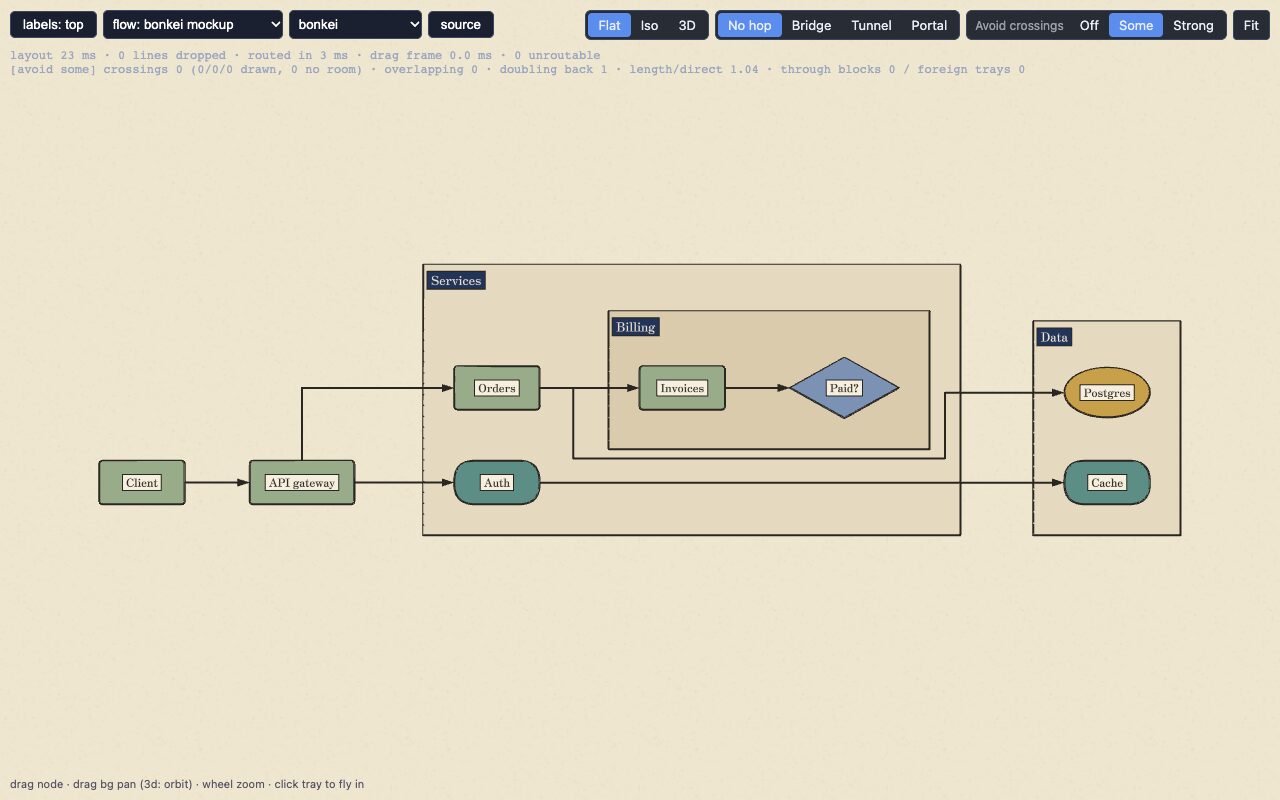 labels: top flow: bonkei mockup bonkei source Flat Iso 3D No hop Bridge Tunnel Portal Avoid crossings Off Some Strong Fit
layout 23 ms · 0 lines dropped · routed in 3 ms · drag frame 0.0 ms · 0 unroutable
[avoid some] crossings 0 (0/0/0 drawn, 0 no room) · overlapping 0 · doubling back 1 · length/direct 1.04 · through blocks 0 / foreign trays 0
Services
Billing
Data
Orders
Invoices
Paid?
Postgres
Client
API gateway
Auth
Cache
drag node · drag bg pan (3d: orbit) · wheel zoom · click tray to fly in